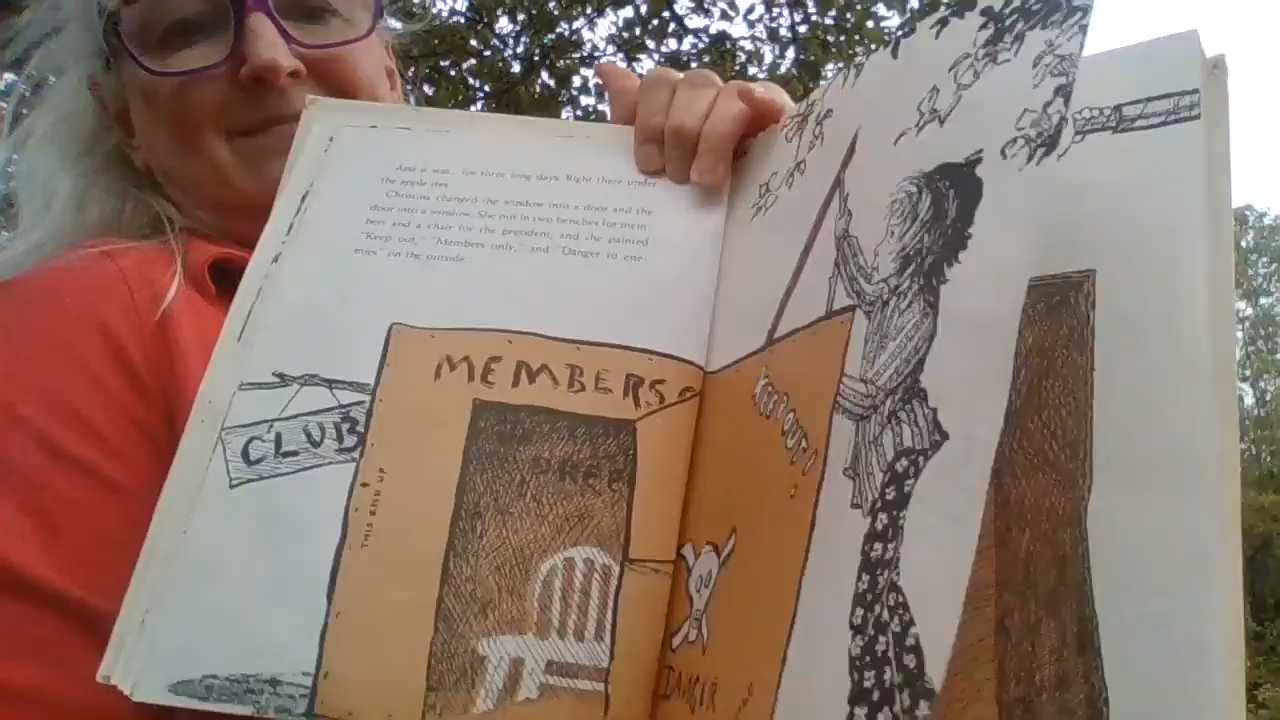 And it was... for three long days. Right there under
the apple tree.
Christina changed the window into a door and the
door into a window. She put in two benches for mem-
bers and a chair for the president, and she painted
"Keep out," "Members only," and "Danger to ene-
mies" on the outside.
MEMBERS O
CLUB
THIS END UP
PREC
KEEP OUT!
DANGER